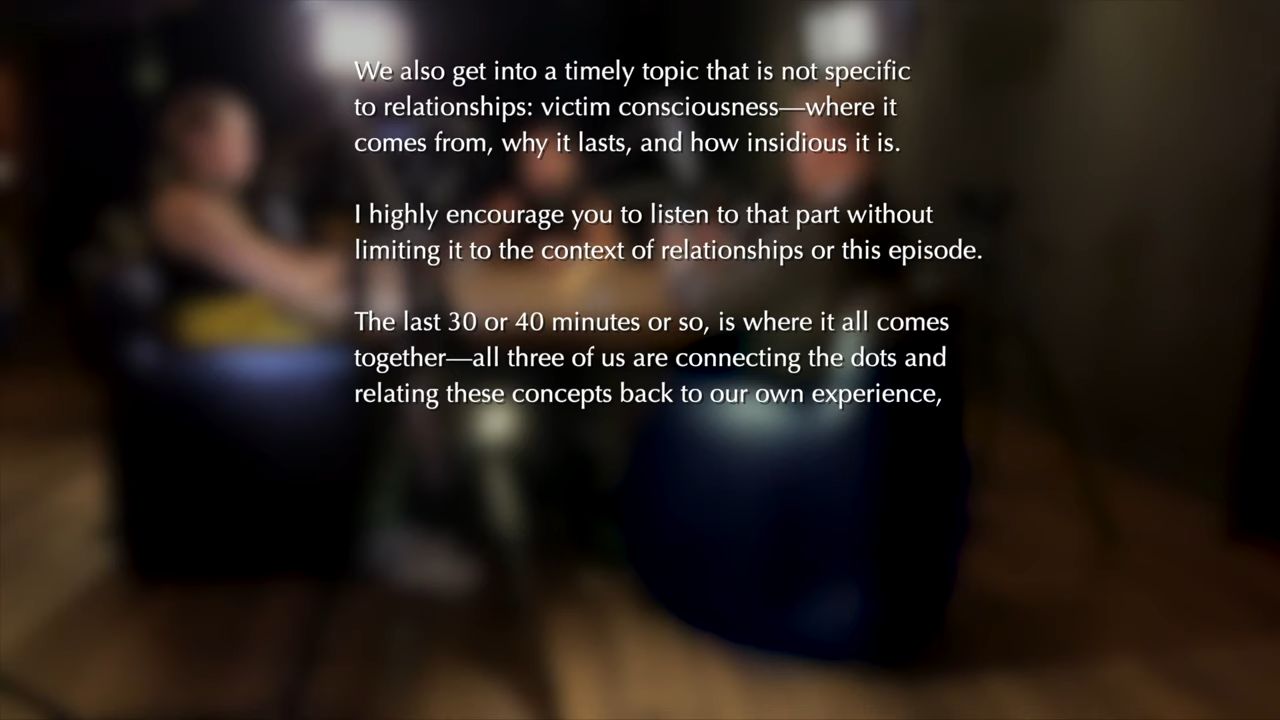 We also get into a timely topic that is not specific
to relationships: victim consciousness—where it
comes from, why it lasts, and how insidious it is.
I highly encourage you to listen to that part without
limiting it to the context of relationships or this episode.
The last 30 or 40 minutes or so, is where it all comes
together—all three of us are connecting the dots and
relating these concepts back to our own experience,